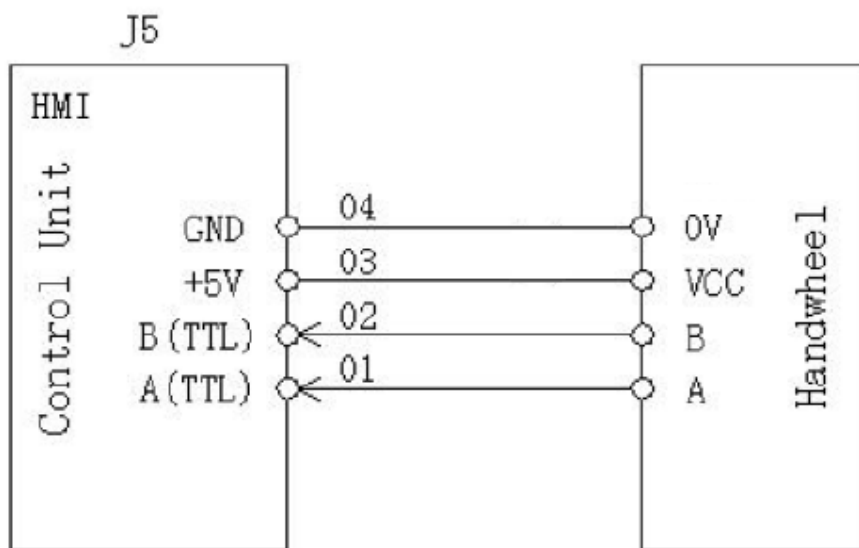 J5
HMI
Control Unit
GND 04 0V
+5V 03 VCC
B(TTL) 02 B
A(TTL) 01 A
Handwheel